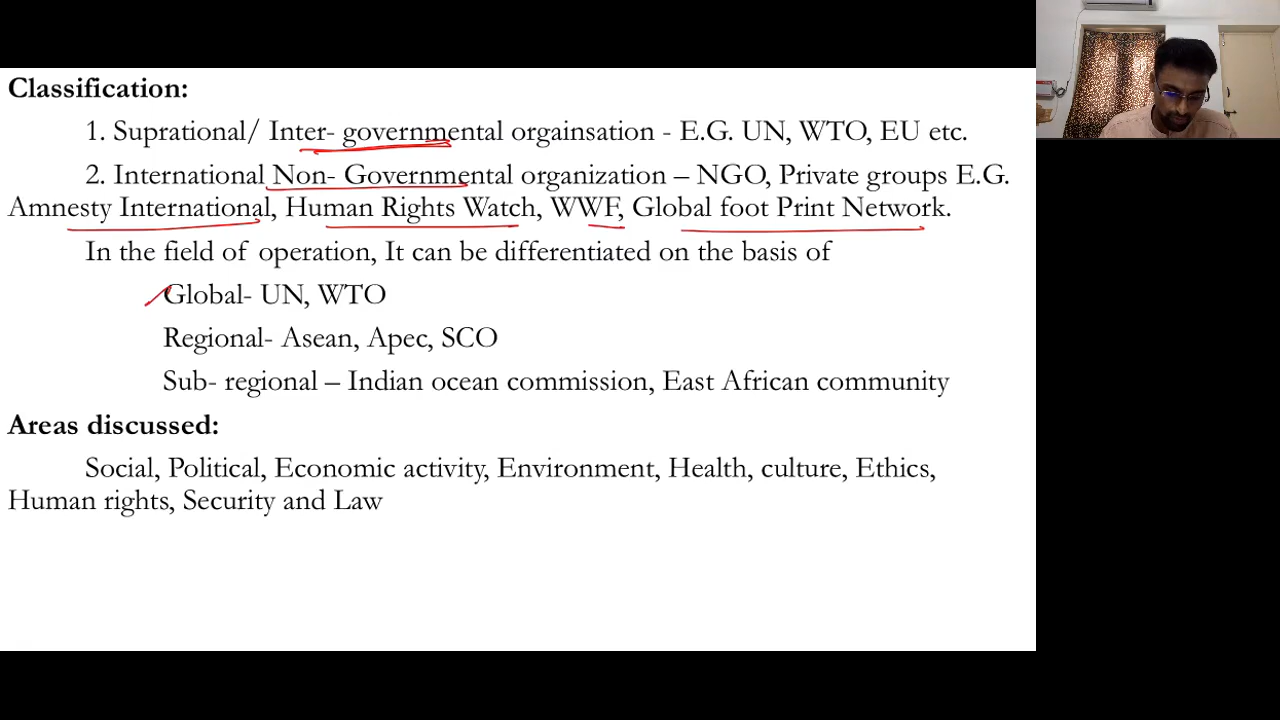 Classification:
1. Suprational/ Inter- governmental orgainsation - E.G. UN, WTO, EU etc.
2. International Non- Governmental organization – NGO, Private groups E.G.
Amnesty International, Human Rights Watch, WWF, Global foot Print Network.
In the field of operation, It can be differentiated on the basis of
Global- UN, WTO
Regional- Asean, Apec, SCO
Sub- regional – Indian ocean commission, East African community
Areas discussed:
Social, Political, Economic activity, Environment, Health, culture, Ethics,
Human rights, Security and Law